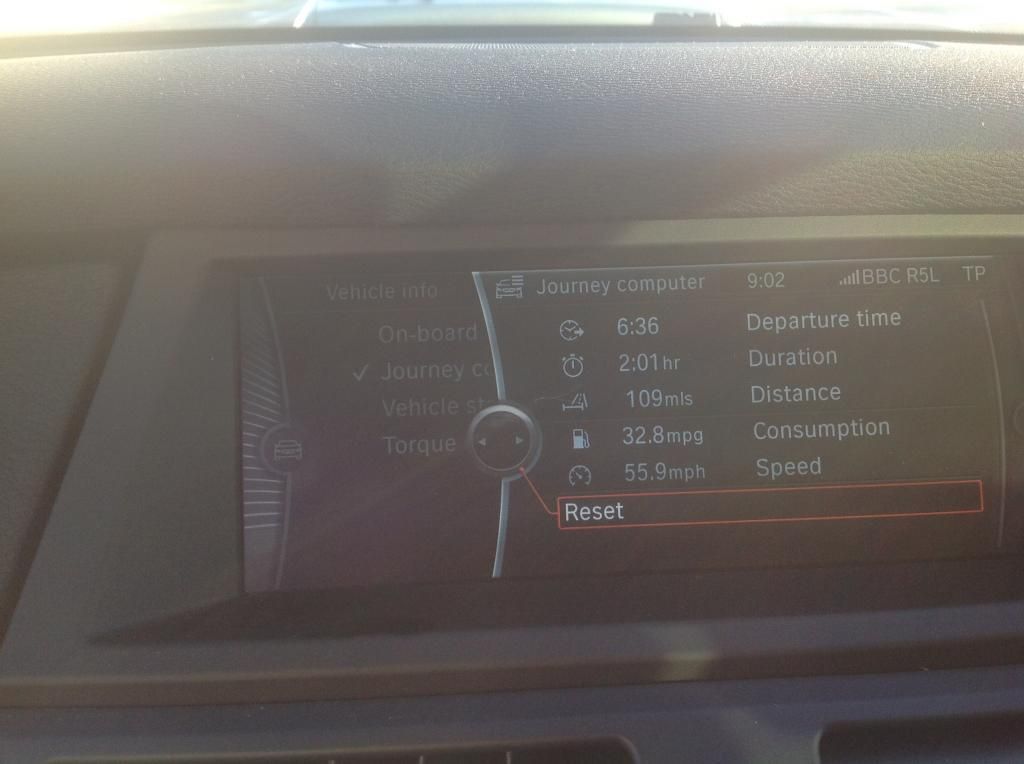 Vehicle info
On-board
Journey co
Vehicle st
Torque
Journey computer 9:02 BBC R5L TP
6:36 Departure time
2:01hr Duration
109mls Distance
32.8mpg Consumption
55.9mph Speed
Reset